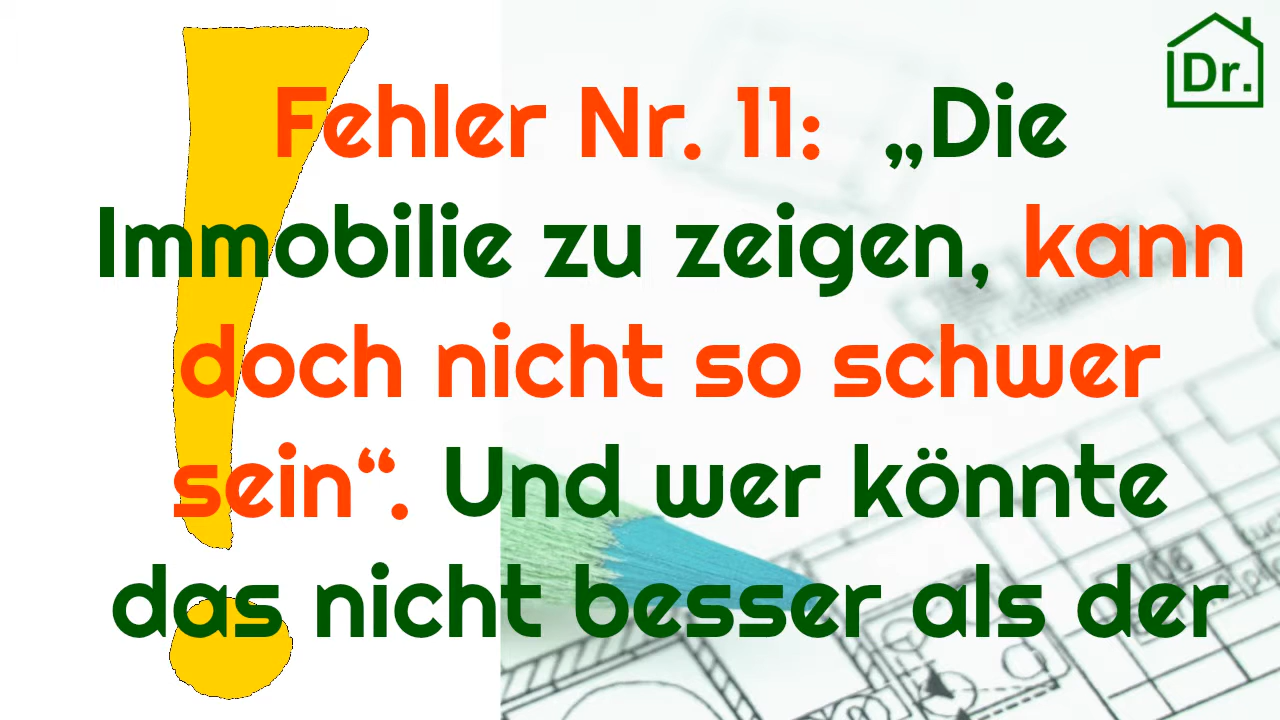 Dr.
Fehler Nr. 11: „Die
Immobilie zu zeigen, kann
doch nicht so schwer
sein“. Und wer könnte
das nicht besser als der